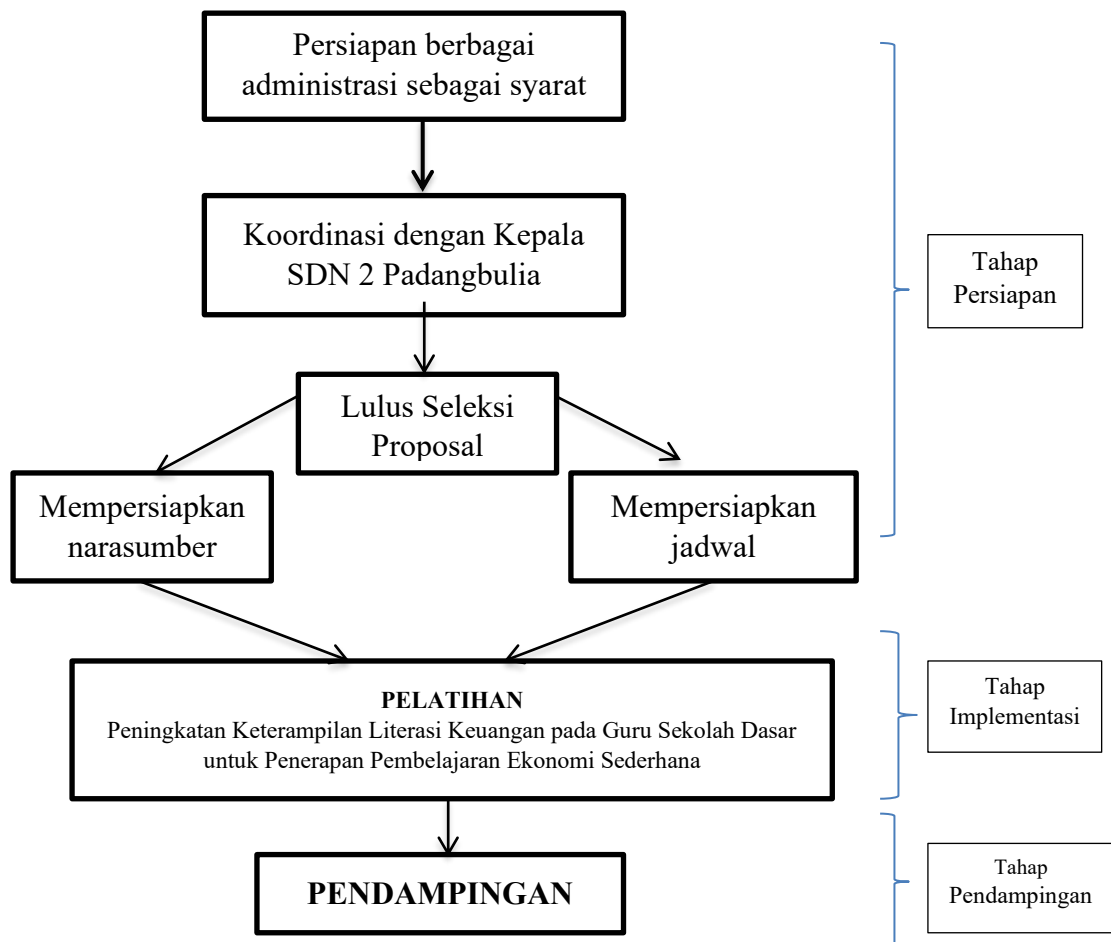 Persiapan berbagai
administrasi sebagai syarat
Koordinasi dengan Kepala
SDN 2 Padangbulia
Tahap
Persiapan
Lulus Seleksi
Proposal
Mempersiapkan
narasumber
Mempersiapkan
jadwal
PELATIHAN
Peningkatan Keterampilan Literasi Keuangan pada Guru Sekolah Dasar
untuk Penerapan Pembelajaran Ekonomi Sederhana
Tahap
Implementasi
PENDAMPINGAN
Tahap
Pendampingan